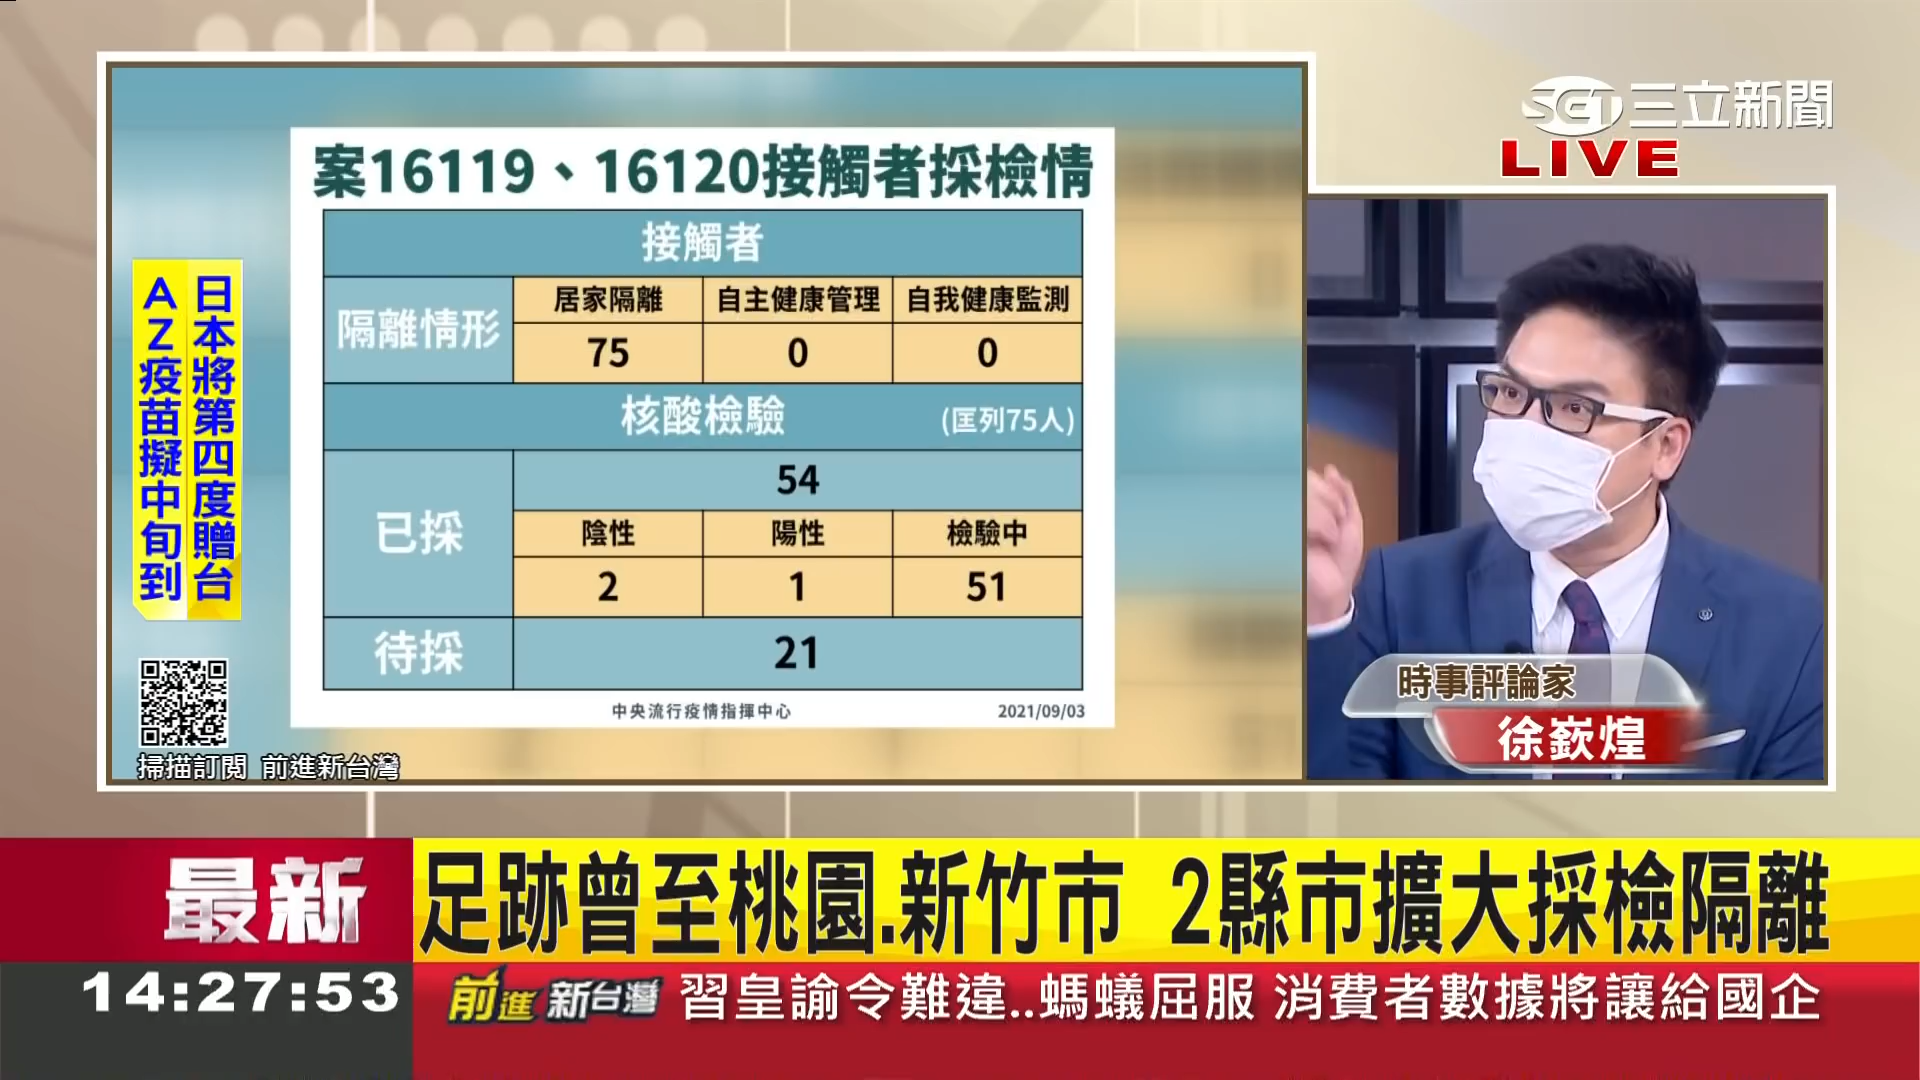 SET三立新聞
LIVE
案16119、16120接觸者採檢情
接觸者
隔離情形
居家隔離
自主健康管理
自我健康監測
75
0
0
核酸檢驗
(匡列75人)
已採
54
陰性
陽性
檢驗中
2
1
51
待採
21
中央流行疫情指揮中心
2021/09/03
日本將第四度贈台
AZ疫苗擬中旬到
掃描訂閱 前進新台灣
時事評論家
徐嶔煌
最新
足跡曾至桃園.新竹市 2縣市擴大採檢隔離
14:27:53
前進新台灣
習皇諭令難違..螞蟻屈服 消費者數據將讓給國企